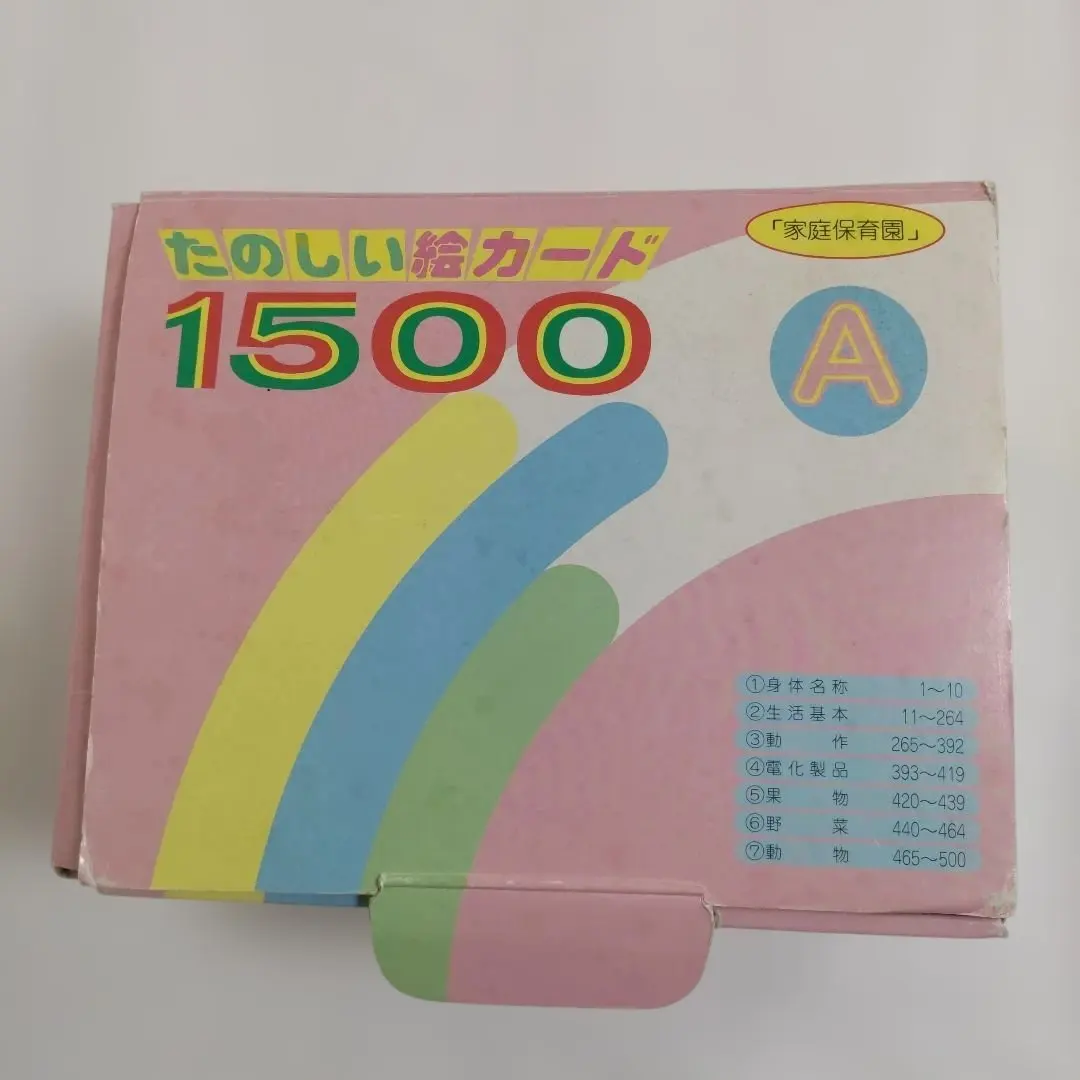 たのしい絵カード
1500
「家庭保育園」
A
①身体名称 1～10
②生活基本 11～264
③動作 265～392
④電化製品 393～419
⑤果物 420～439
⑥野菜 440～464
⑦動物 465～500